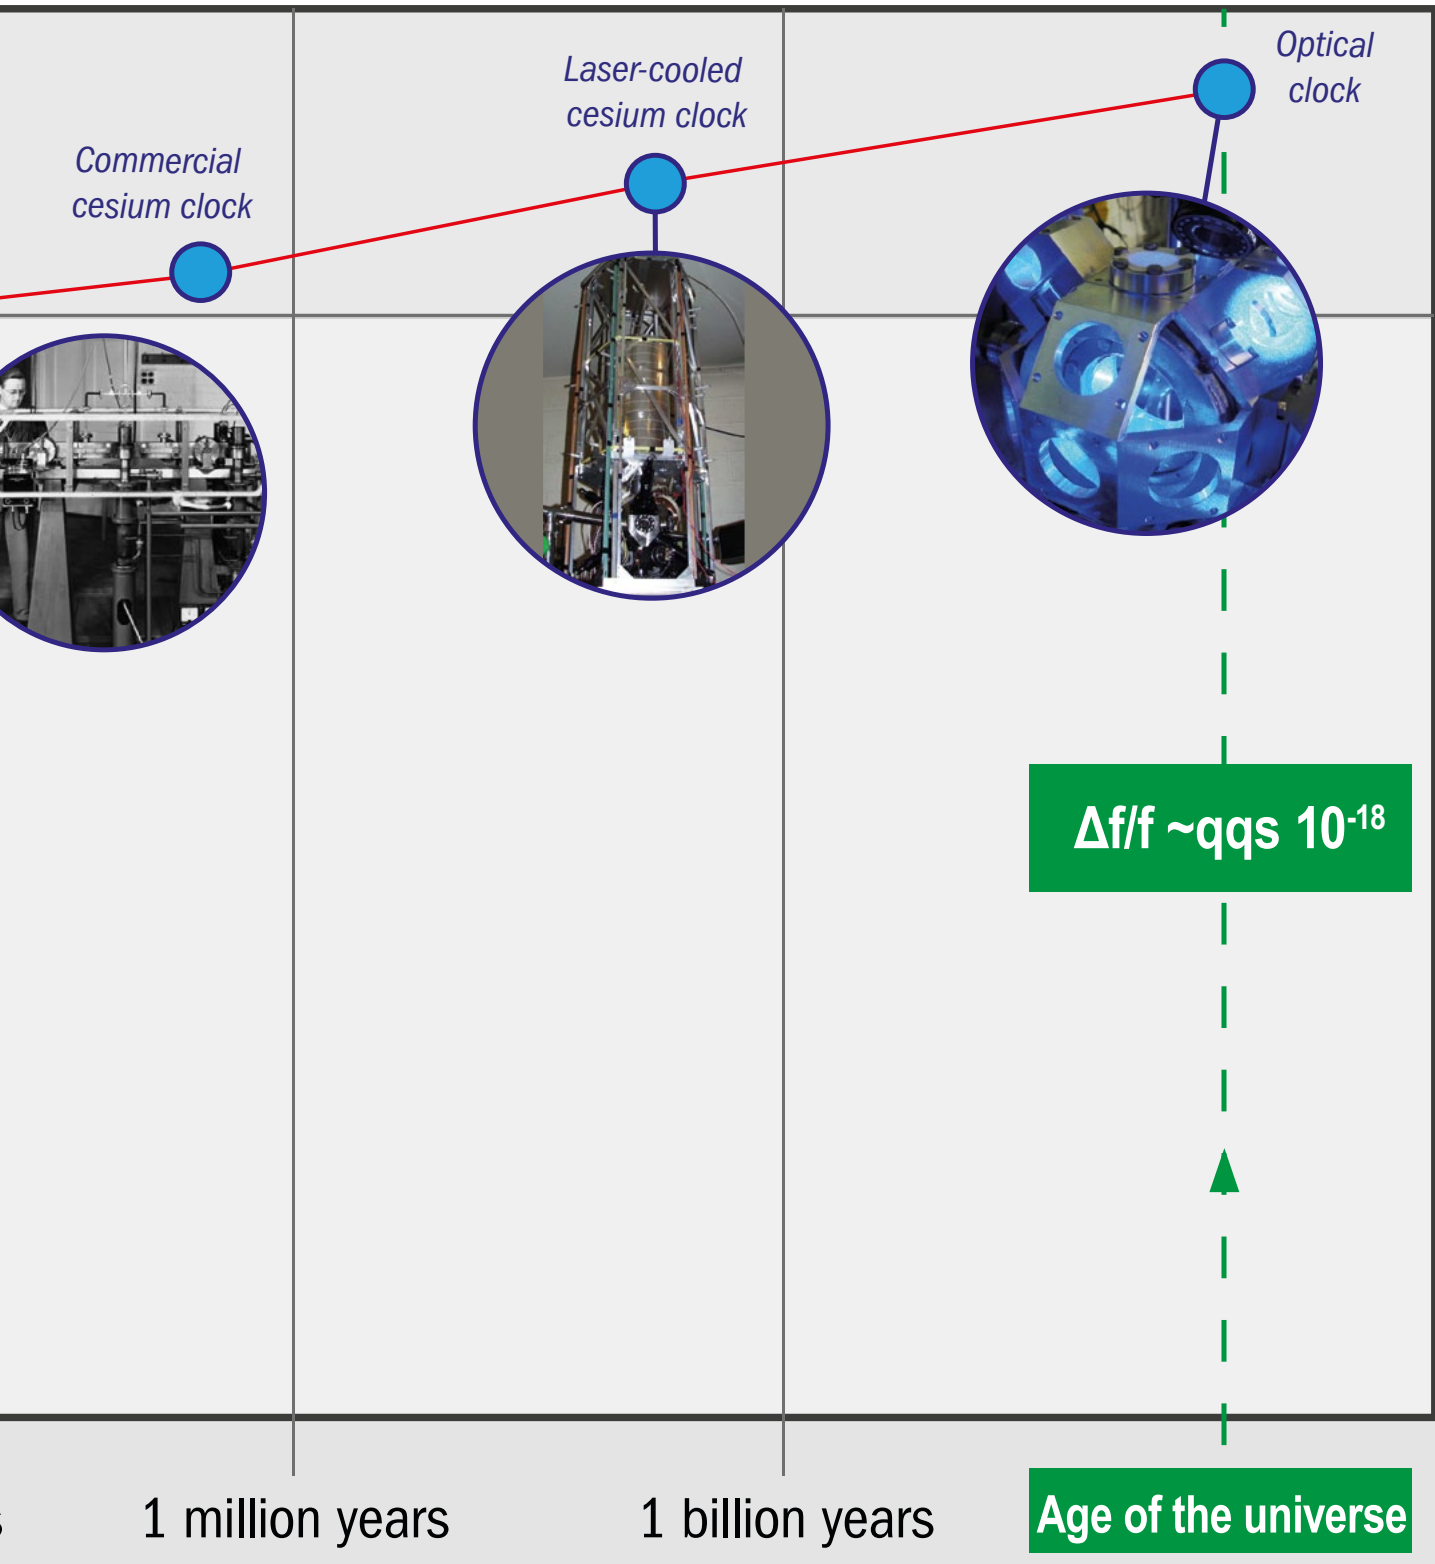 Optical
clock
Laser-cooled
cesium clock
Commercial
cesium clock
Δf/f ~qqs 10⁻¹⁸
1 million years
1 billion years
Age of the universe